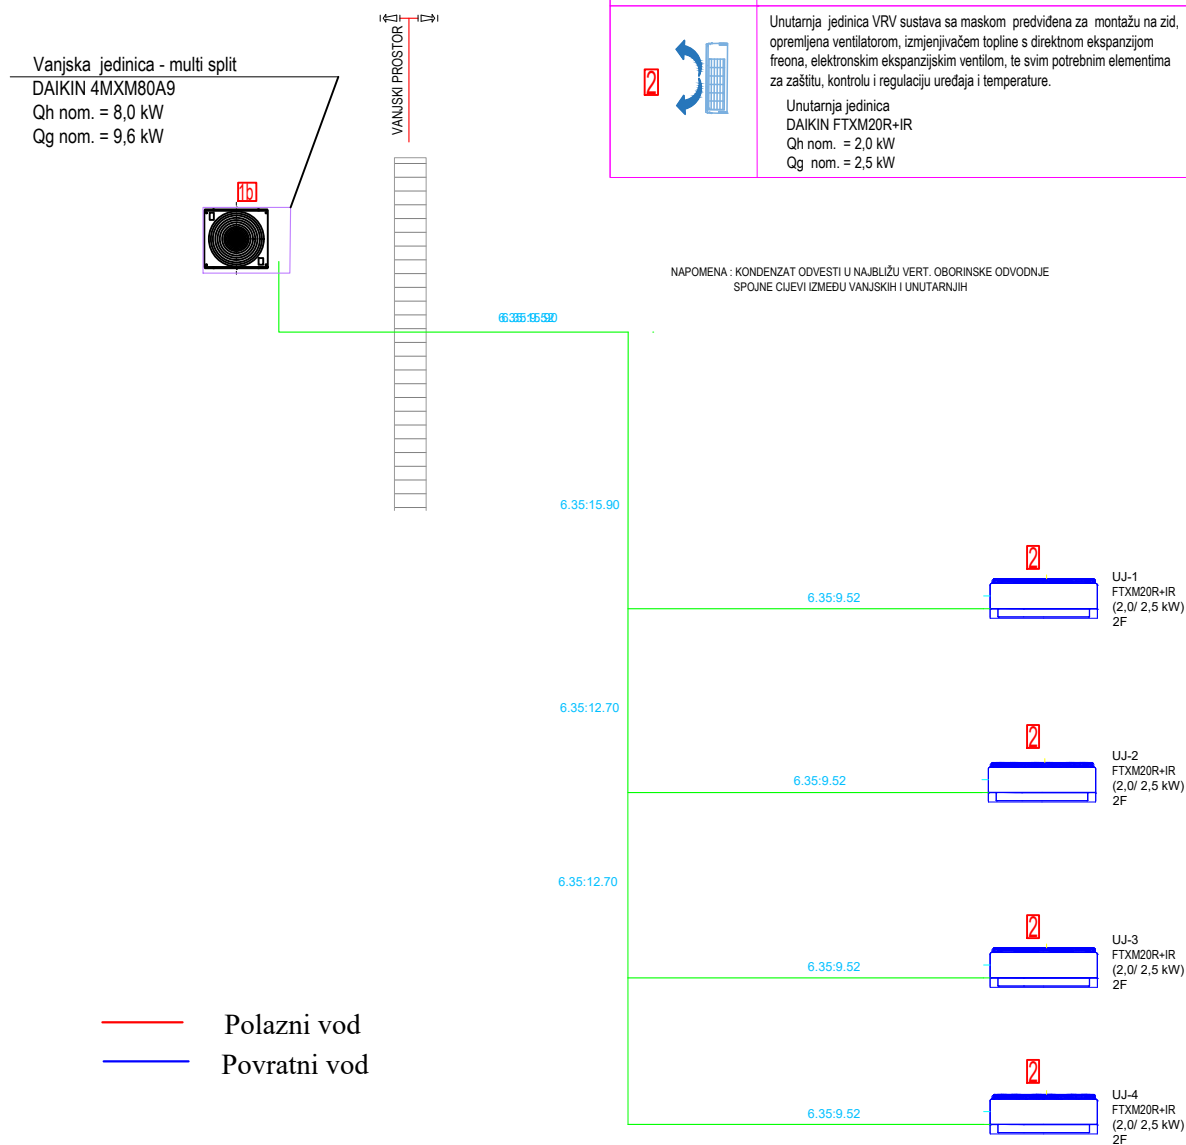 Vanjska jedinica - multi split
DAIKIN 4MXM80A9
Qh nom. = 8,0 kW
Qg nom. = 9,6 kW
1b
VANJSKI PROSTOR
2
Unutarnja jedinica VRV sustava sa maskom predviđena za montažu na zid,
opremljena ventilatorom, izmjenjivačem topline s direktnom ekspanzijom
freona, elektronskim ekspanzijskim ventilom, te svim potrebnim elementima
za zaštitu, kontrolu i regulaciju uređaja i temperature.
Unutarnja jedinica
DAIKIN FTXM20R+IR
Qh nom. = 2,0 kW
Qg nom. = 2,5 kW
NAPOMENA : KONDENZAT ODVESTI U NAJBLIŽU VERT. OBORINSKE ODVODNJE
SPOJNE CIJEVI IZMEĐU VANJSKIH I UNUTARNJIH
6.35:15.90
2
6.35:9.52
UJ-1
FTXM20R+IR
(2,0/ 2,5 kW)
2F
6.35:12.70
2
6.35:9.52
UJ-2
FTXM20R+IR
(2,0/ 2,5 kW)
2F
6.35:12.70
2
6.35:9.52
UJ-3
FTXM20R+IR
(2,0/ 2,5 kW)
2F
Polazni vod
Povratni vod
2
6.35:9.52
UJ-4
FTXM20R+IR
(2,0/ 2,5 kW)
2F